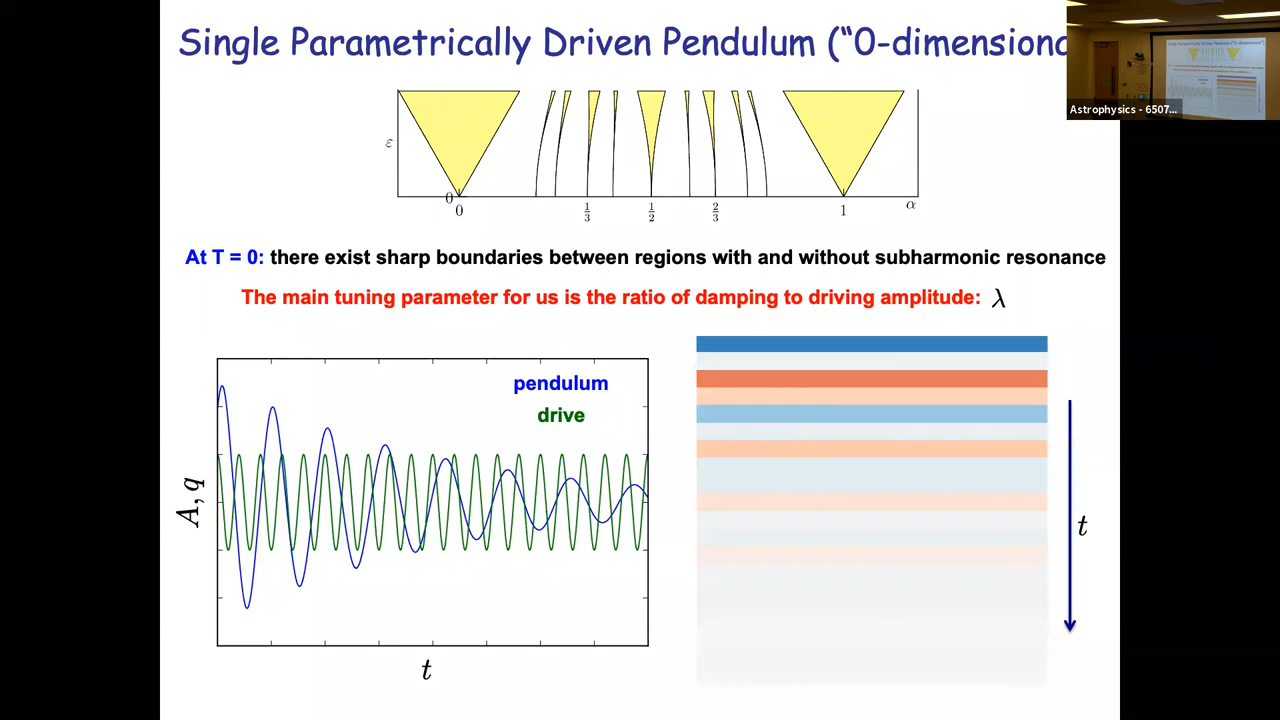 Single Parametrically Driven Pendulum ("0-dimensiona
Astrophysics - 6507...
ε
0
0
1/3
1/2
2/3
1
α
At T = 0: there exist sharp boundaries between regions with and without subharmonic resonance
The main tuning parameter for us is the ratio of damping to driving amplitude: λ
pendulum
drive
A, q
t
t